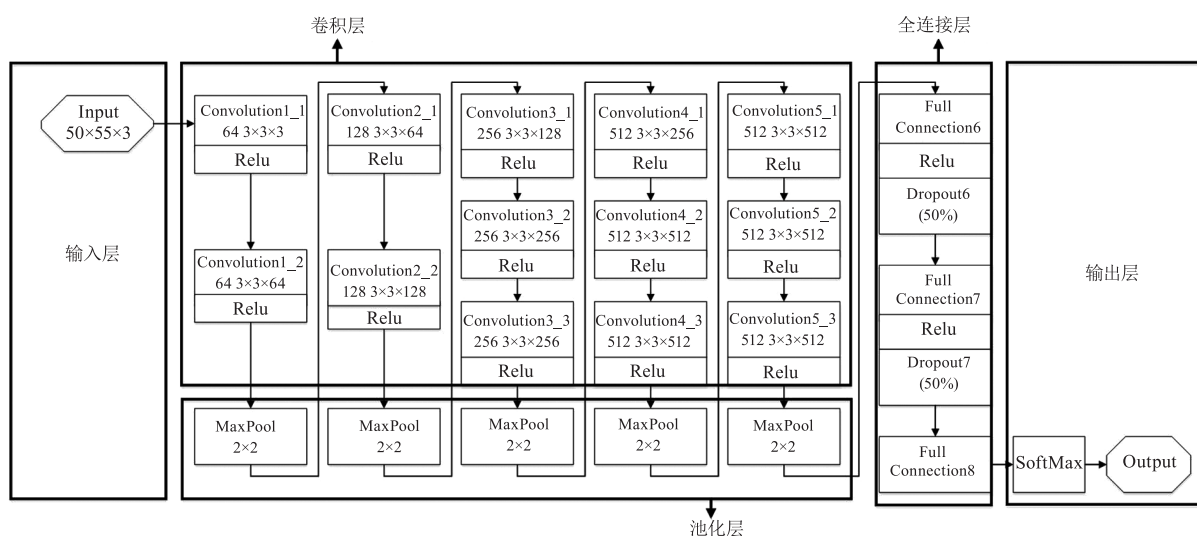 卷积层
全连接层
输入层
Input
50×55×3
Convolution1_1
64 3×3×3
Relu
Convolution1_2
64 3×3×64
Relu
MaxPool
2×2
Convolution2_1
128 3×3×64
Relu
Convolution2_2
128 3×3×128
Relu
MaxPool
2×2
Convolution3_1
256 3×3×128
Relu
Convolution3_2
256 3×3×256
Relu
Convolution3_3
256 3×3×256
Relu
MaxPool
2×2
Convolution4_1
512 3×3×256
Relu
Convolution4_2
512 3×3×512
Relu
Convolution4_3
512 3×3×512
Relu
MaxPool
2×2
Convolution5_1
512 3×3×512
Relu
Convolution5_2
512 3×3×512
Relu
Convolution5_3
512 3×3×512
Relu
MaxPool
2×2
池化层
Full
Connection6
Relu
Dropout6
(50%)
Full
Connection7
Relu
Dropout7
(50%)
Full
Connection8
输出层
SoftMax
Output